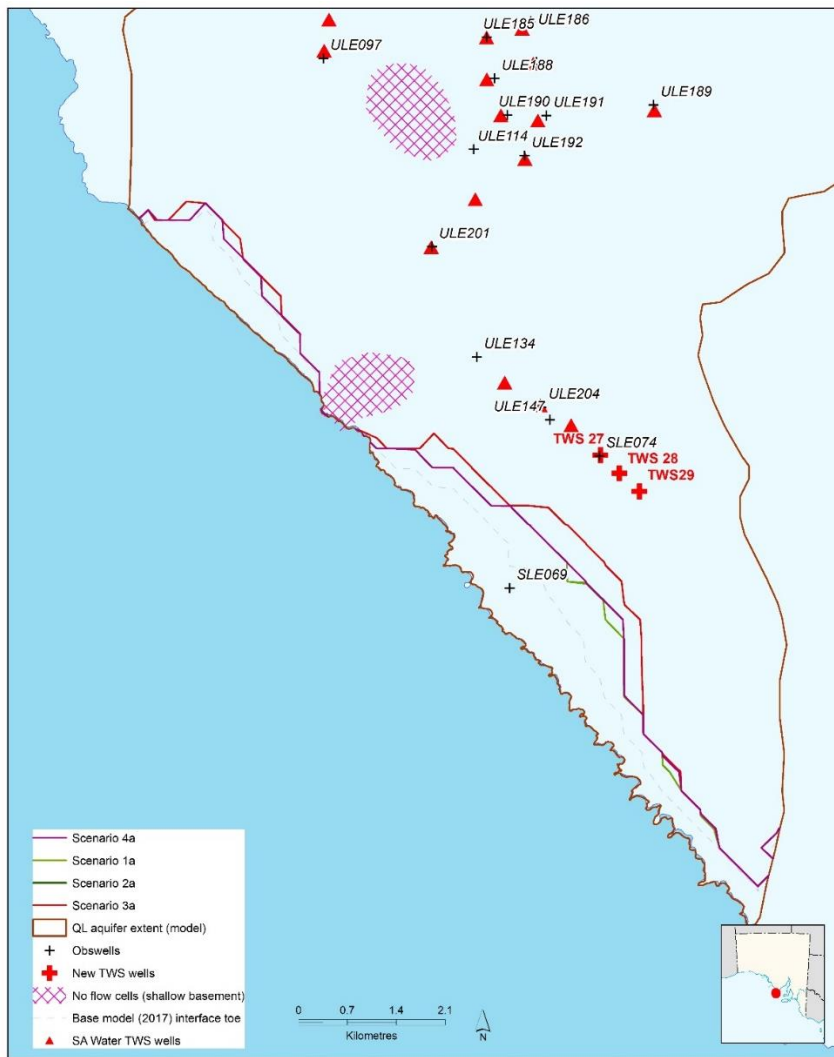 ULE185
ULE186
ULE097
ULE188
ULE189
ULE190
ULE191
ULE114
ULE192
ULE201
ULE134
ULE204
ULE147
TWS 27
SLE074
TWS 28
TWS29
SLE069
Scenario 4a
Scenario 1a
Scenario 2a
Scenario 3a
QL aquifer extent (model)
Obswells
New TWS wells
No flow cells (shallow basement)
Base model (2017) interface toe
SA Water TWS wells
0 0.7 1.4 2.1
Kilometres
N